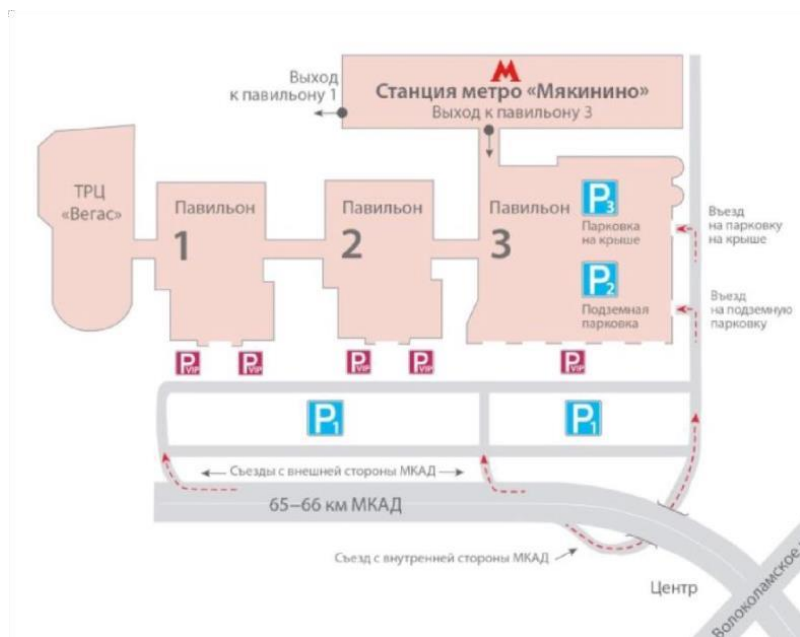 М
Выход
к павильону 1
Станция метро «Мякинино»
Выход к павильону 3
ТРЦ
«Вегас»
Павильон
1
Павильон
2
Павильон
3
P3
Парковка
на крыше
P2
Подземная
парковка
Въезд
на парковку
на крыше
Въезд
на подземную
парковку
P VIP
P VIP
P VIP
P VIP
P VIP
P1
P1
Съезды с внешней стороны МКАД
65–66 км МКАД
Съезд с внутренней стороны МКАД
Центр
Волоколамское